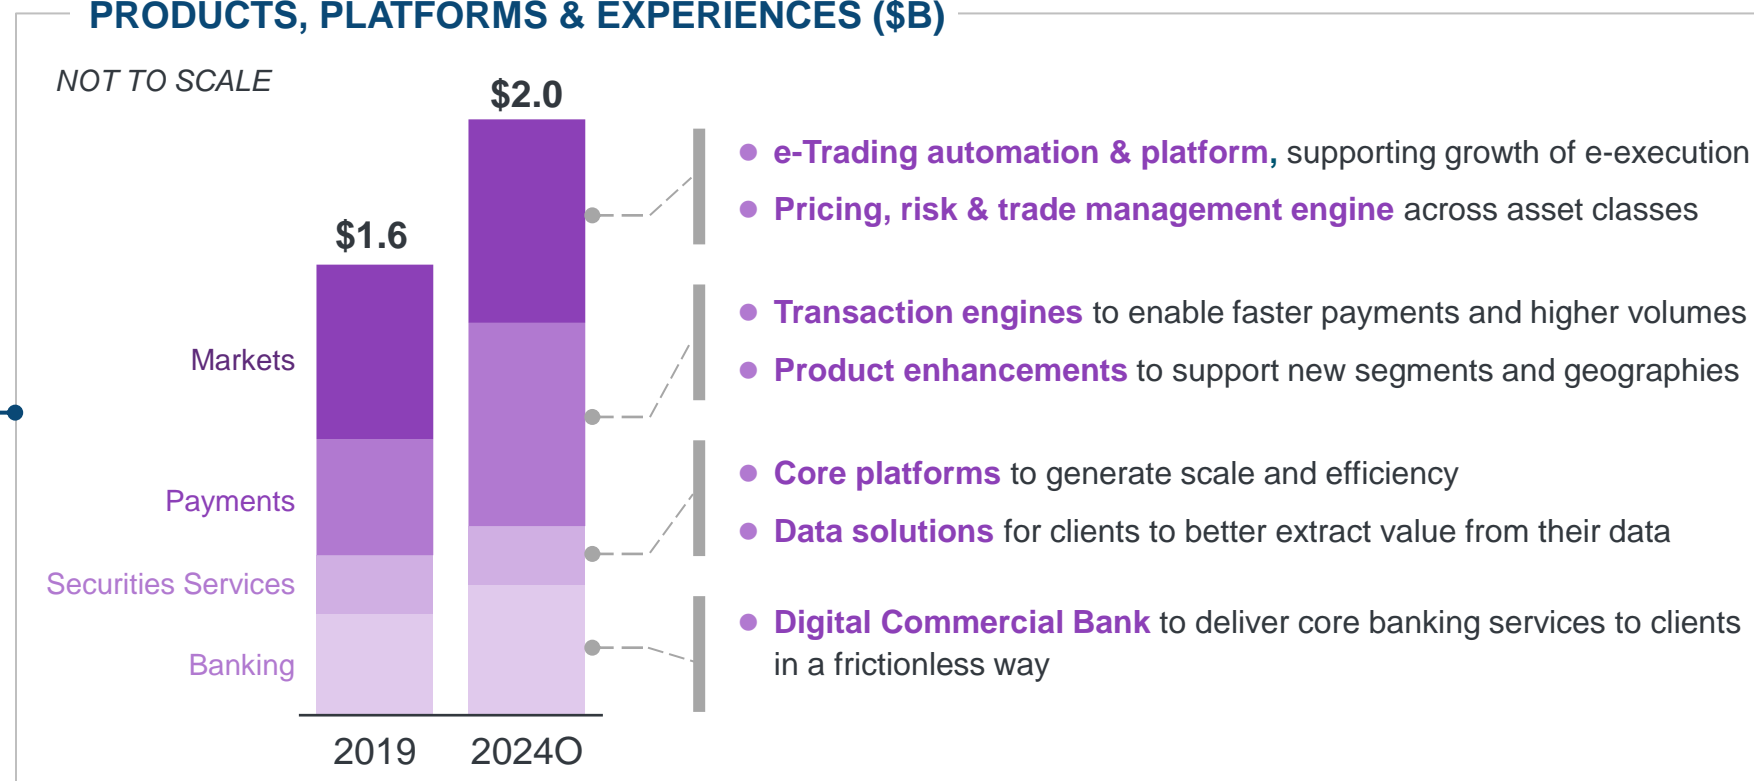 PRODUCTS, PLATFORMS & EXPERIENCES ($B)
NOT TO SCALE
$1.6
$2.0
Markets
Payments
Securities Services
Banking
2019
2024O
e-Trading automation & platform, supporting growth of e-execution
Pricing, risk & trade management engine across asset classes
Transaction engines to enable faster payments and higher volumes
Product enhancements to support new segments and geographies
Core platforms to generate scale and efficiency
Data solutions for clients to better extract value from their data
Digital Commercial Bank to deliver core banking services to clients
in a frictionless way